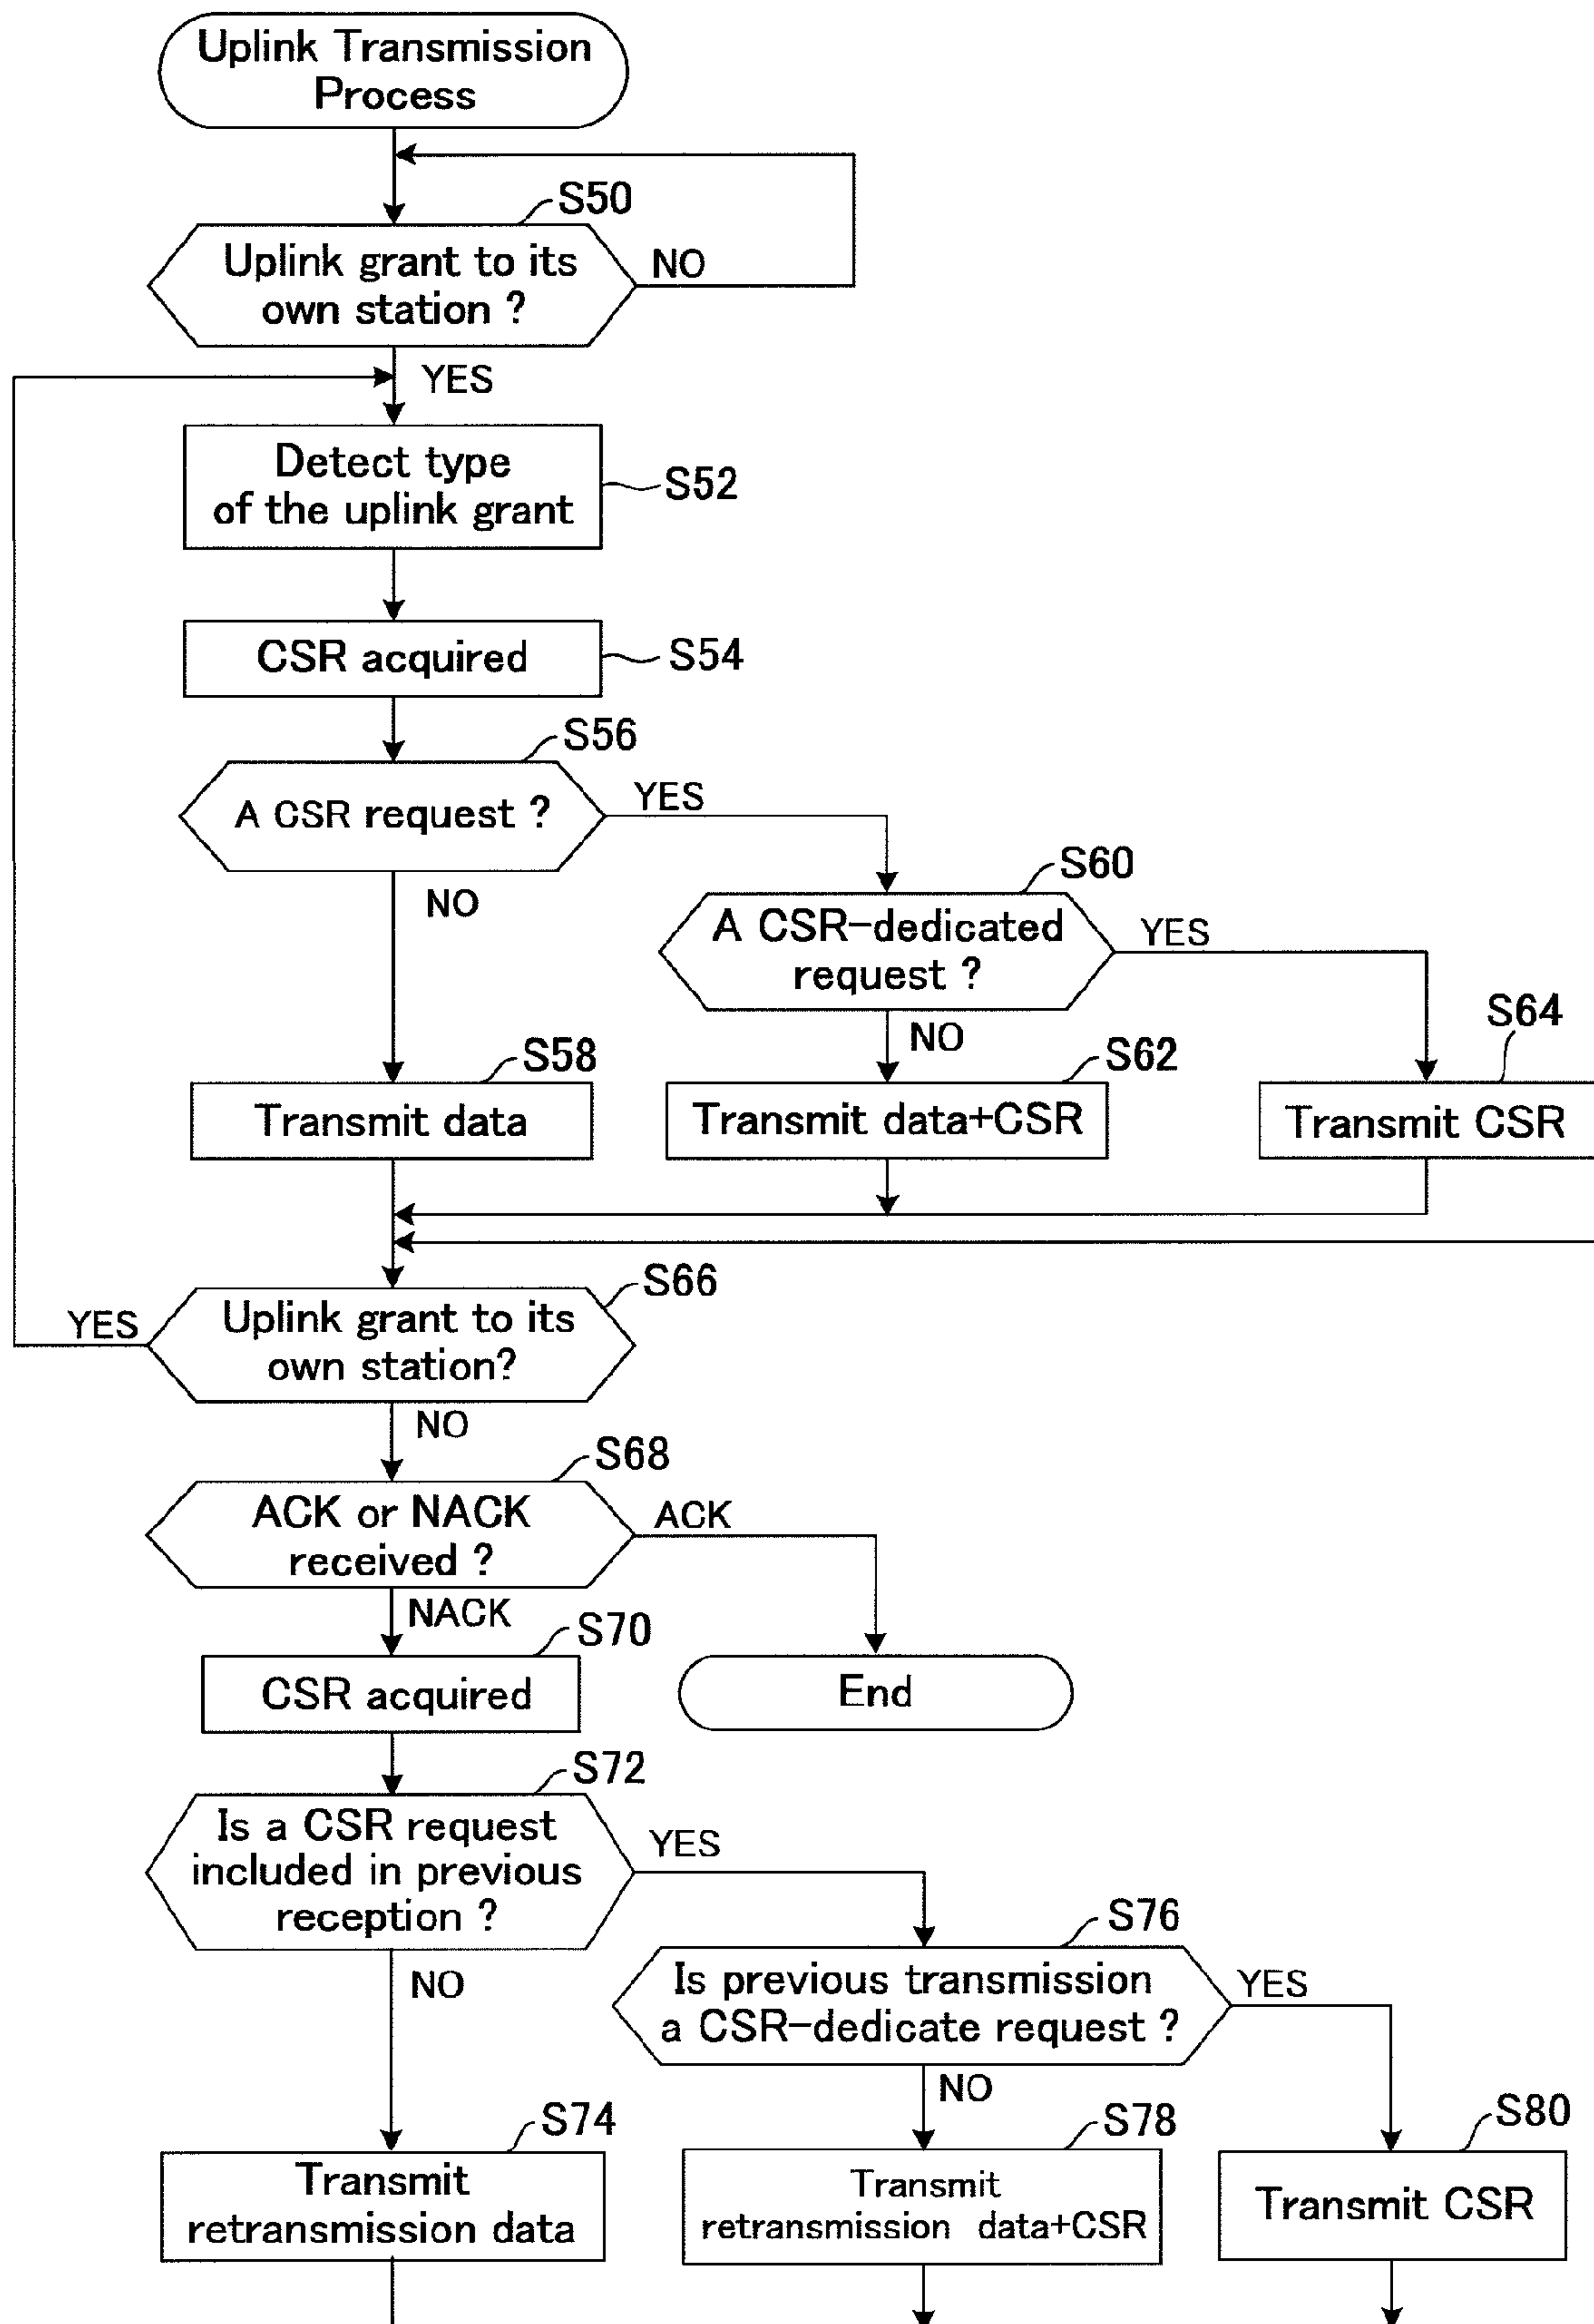 Uplink Transmission
Process
S50
Uplink grant to its
own station ?
NO
YES
Detect type
of the uplink grant
S52
CSR acquired
S54
S56
A CSR request ?
YES
NO
S60
A CSR-dedicated
request ?
YES
NO
S58
Transmit data
S62
Transmit data+CSR
S64
Transmit CSR
S66
Uplink grant to its
own station?
YES
NO
S68
ACK or NACK
received ?
ACK
NACK
S70
CSR acquired
End
S72
Is a CSR request
included in previous
reception ?
YES
NO
S76
Is previous transmission
a CSR-dedicate request ?
YES
NO
S74
Transmit
retransmission data
S78
Transmit
retransmission data+CSR
S80
Transmit CSR